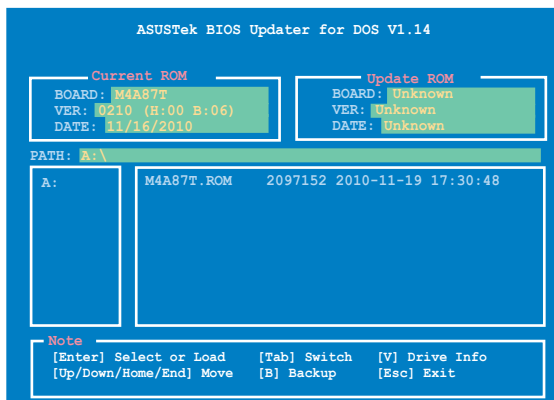 ASUSTek BIOS Updater for DOS V1.14
Current ROM
BOARD: M4A87T
VER: 0210 (H:00 B:06)
DATE: 11/16/2010
Update ROM
BOARD: Unknown
VER: Unknown
DATE: Unknown
PATH: A:\
A:
M4A87T.ROM 2097152 2010-11-19 17:30:48
Note
[Enter] Select or Load [Tab] Switch [V] Drive Info
[Up/Down/Home/End] Move [B] Backup [Esc] Exit